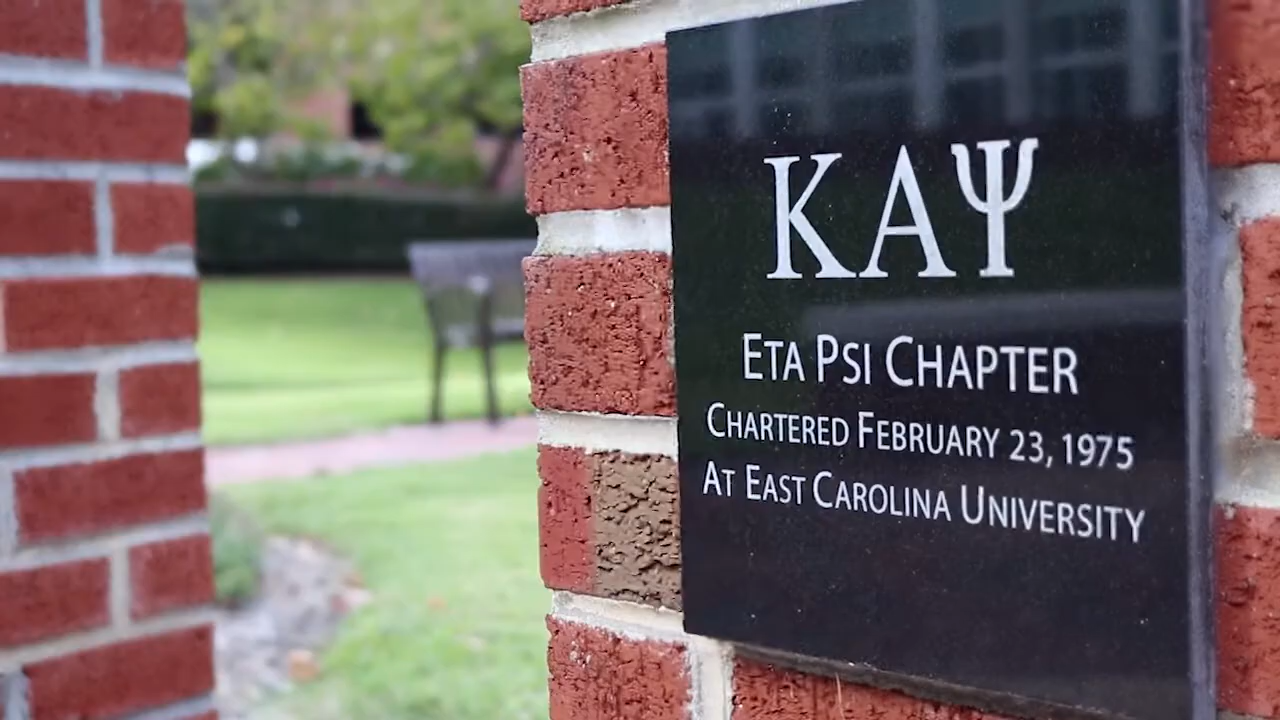 ΚΑΨ
Eta Psi Chapter
Chartered February 23, 1975
At East Carolina University